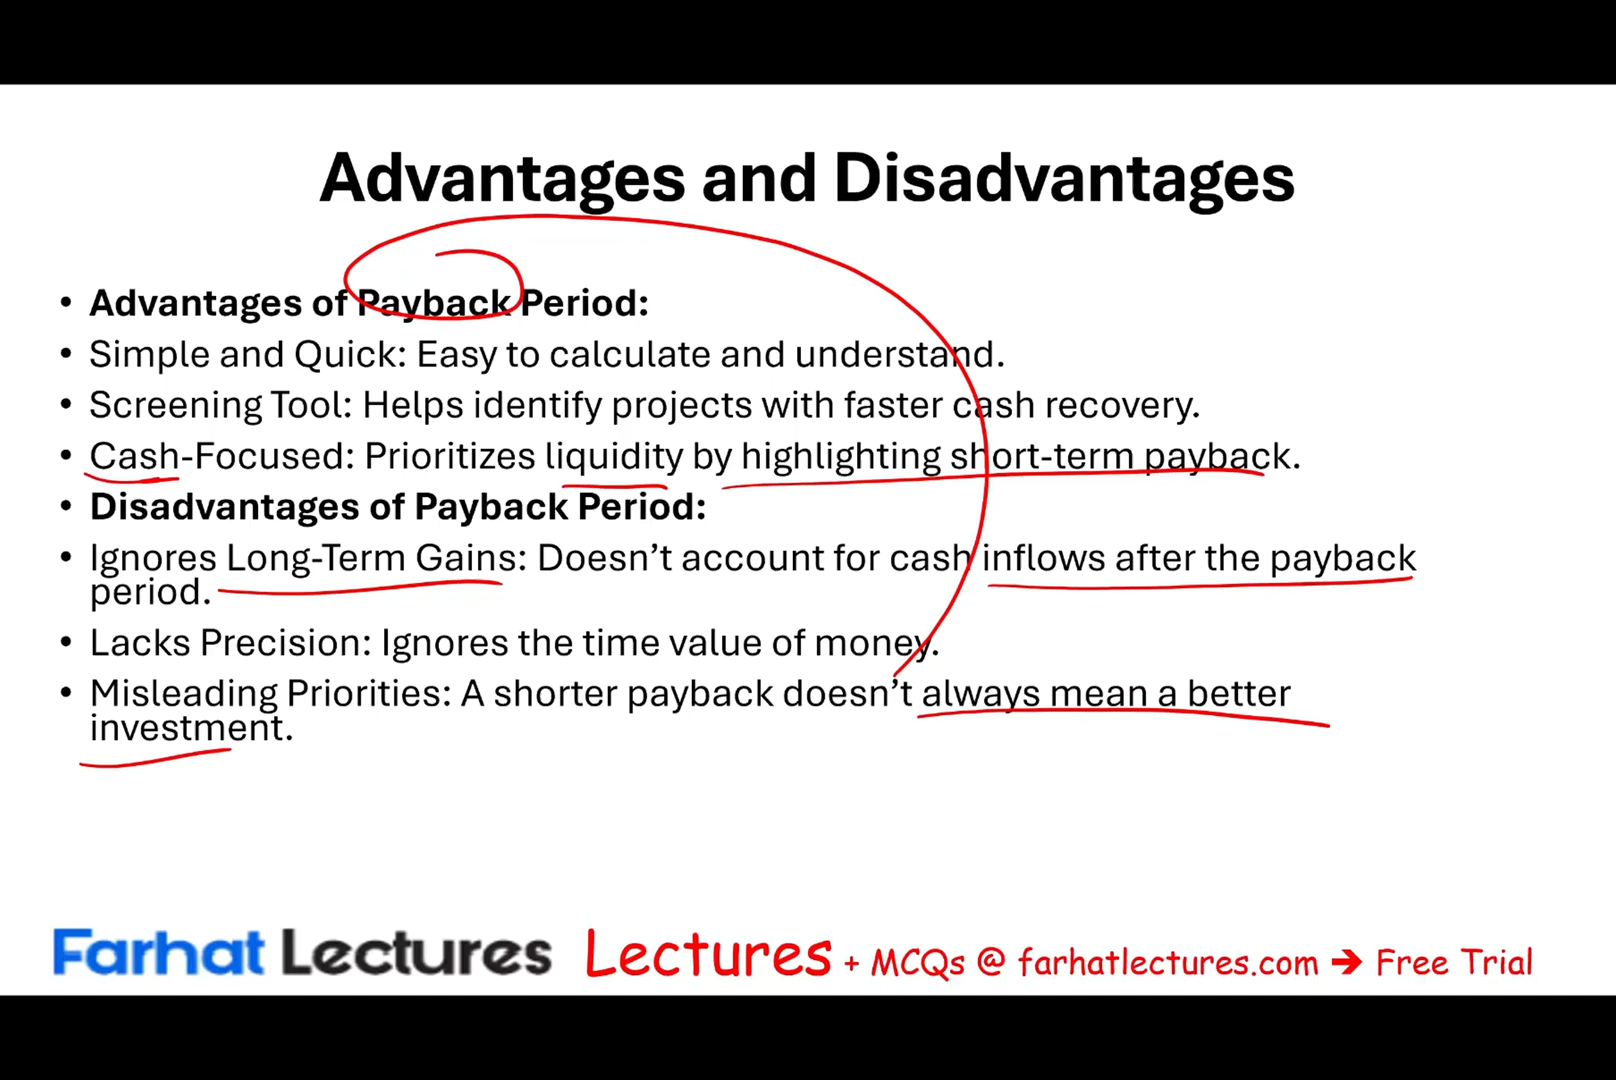 Advantages and Disadvantages
• Advantages of Payback Period:
• Simple and Quick: Easy to calculate and understand.
• Screening Tool: Helps identify projects with faster cash recovery.
• Cash-Focused: Prioritizes liquidity by highlighting short-term payback.
• Disadvantages of Payback Period:
• Ignores Long-Term Gains: Doesn’t account for cash inflows after the payback
period.
• Lacks Precision: Ignores the time value of money.
• Misleading Priorities: A shorter payback doesn’t always mean a better
investment.
Farhat Lectures Lectures + MCQs @ farhatlectures.com → Free Trial